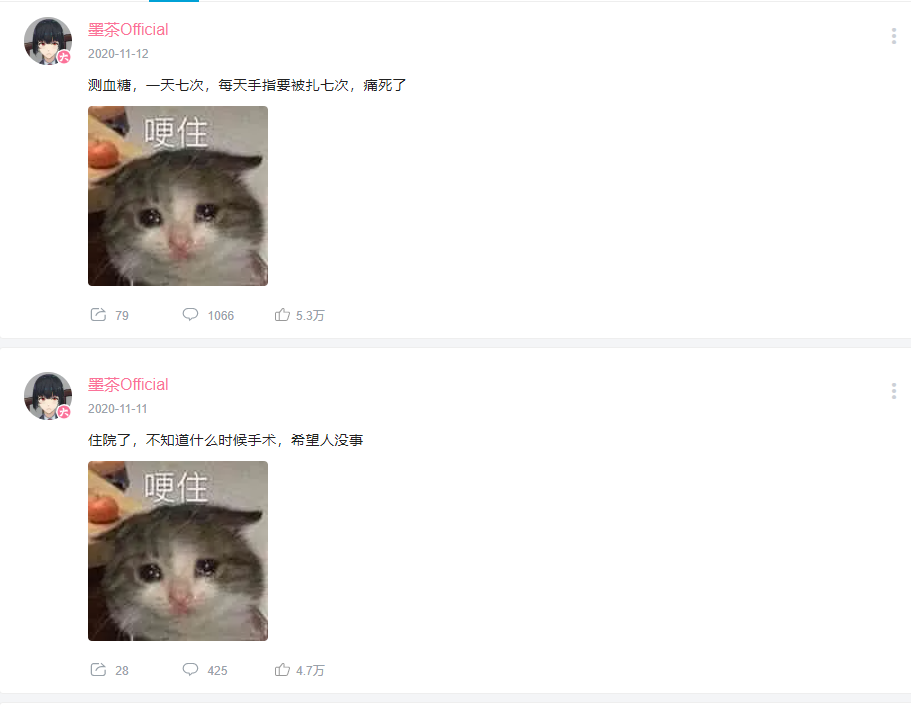 墨茶Official
2020-11-12
测血糖，一天七次，每天手指要被扎七次，痛死了
哽住
79 1066 5.3万
墨茶Official
2020-11-11
住院了，不知道什么时候手术，希望人没事
哽住
28 425 4.7万